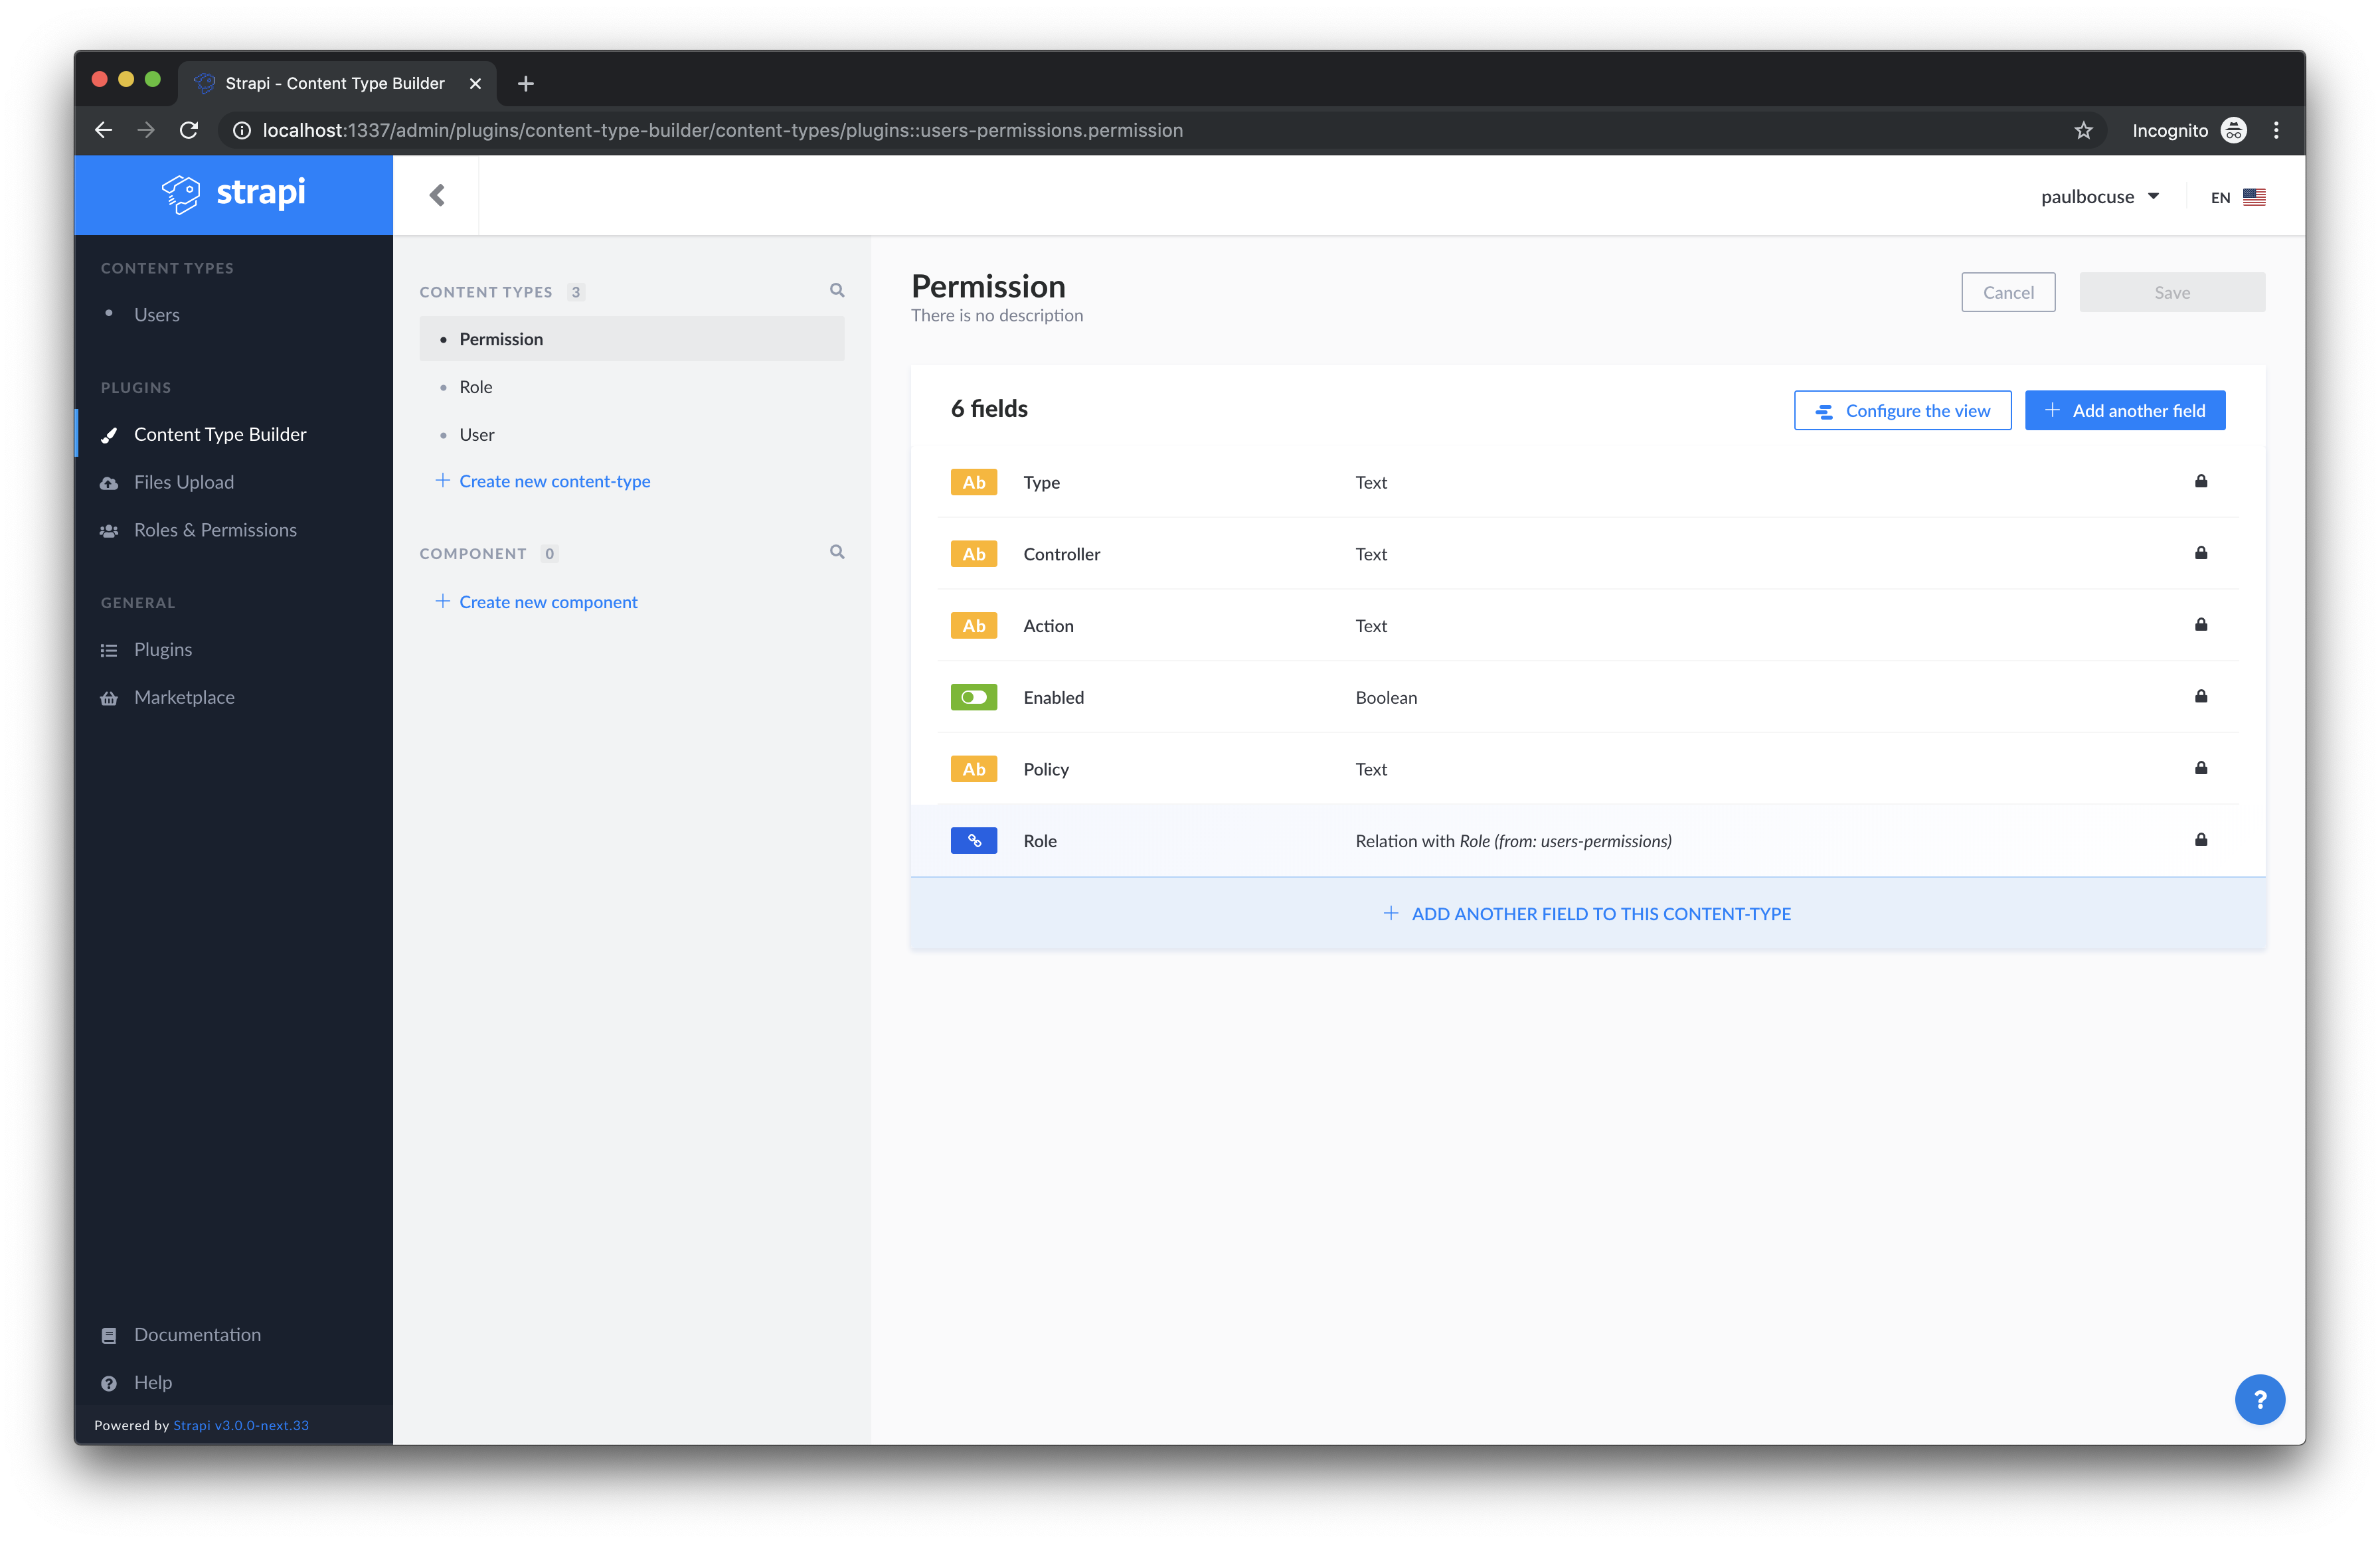 Strapi - Content Type Builder
localhost:1337/admin/plugins/content-type-builder/content-types/plugins::users-permissions.permission
Incognito
strapi
paulbocuse
EN
CONTENT TYPES
Users
PLUGINS
Content Type Builder
Files Upload
Roles & Permissions
GENERAL
Plugins
Marketplace
Documentation
Help
Powered by Strapi v3.0.0-next.33
CONTENT TYPES 3
Permission
Role
User
Create new content-type
COMPONENT 0
Create new component
Permission
There is no description
Cancel
Save
6 fields
Configure the view
Add another field
Ab Type Text
Ab Controller Text
Ab Action Text
Enabled Boolean
Ab Policy Text
Role Relation with Role (from: users-permissions)
ADD ANOTHER FIELD TO THIS CONTENT-TYPE
?